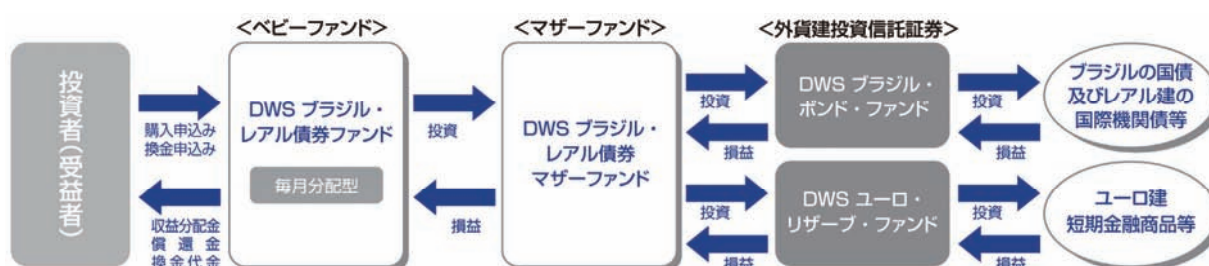 <ベビーファンド>
<マザーファンド>
<外貨建投資信託証券>
投資者(受益者)
購入申込み
換金申込み
収益分配金
償還金
換金代金
DWS ブラジル・
レアル債券ファンド
毎月分配型
投資
損益
DWS ブラジル・
レアル債券
マザーファンド
投資
損益
投資
損益
DWS ブラジル・
ボンド・ファンド
DWS ユーロ・
リザーブ・ファンド
投資
損益
投資
損益
ブラジルの国債
及びレアル建の
国際機関債等
ユーロ建
短期金融商品等